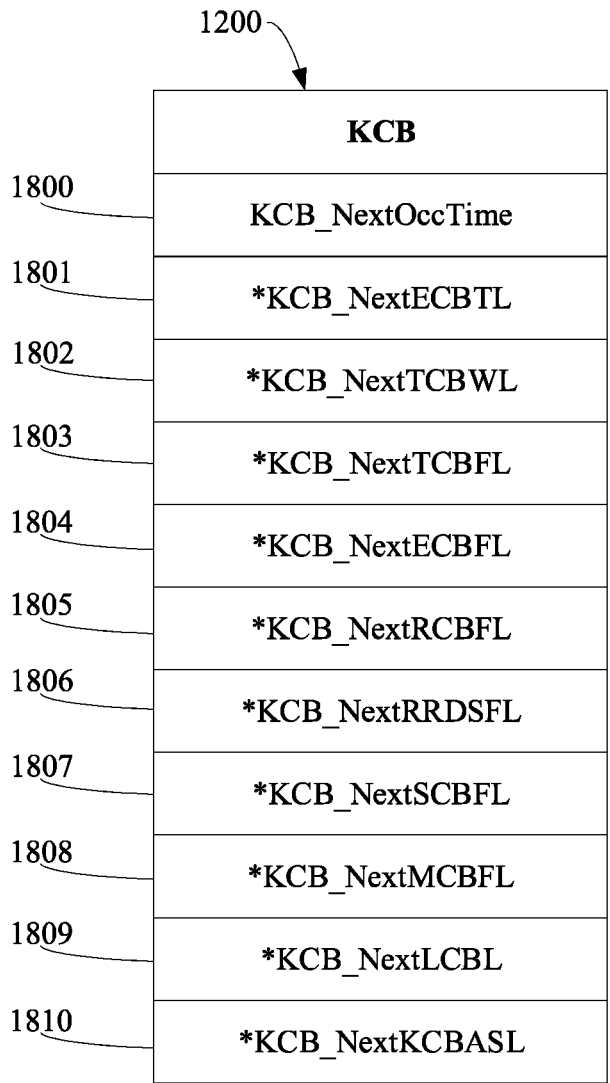 1200
KCB
1800
KCB_NextOccTime
1801
*KCB_NextECBTL
1802
*KCB_NextTCBWL
1803
*KCB_NextTCBFL
1804
*KCB_NextECBFL
1805
*KCB_NextRCBFL
1806
*KCB_NextRRDSFL
1807
*KCB_NextSCBFL
1808
*KCB_NextMCBFL
1809
*KCB_NextLCBL
1810
*KCB_NextKCBASL